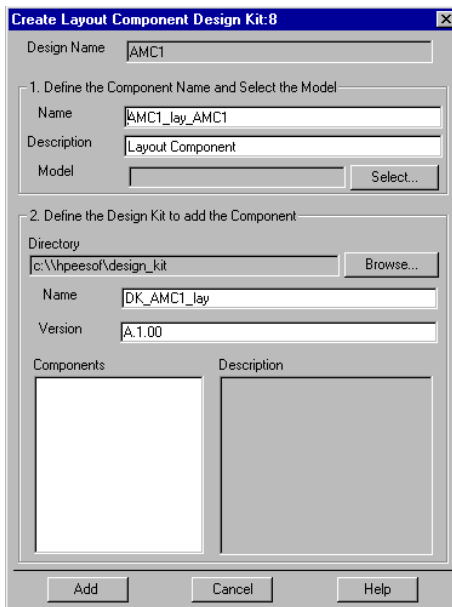 Create Layout Component Design Kit:8
Design Name AMC1
1. Define the Component Name and Select the Model
Name AMC1_lay_AMC1
Description Layout Component
Model Select...
2. Define the Design Kit to add the Component
Directory
c:\\hpeesof\design_kit Browse...
Name DK_AMC1_lay
Version A.1.00
Components Description
Add Cancel Help